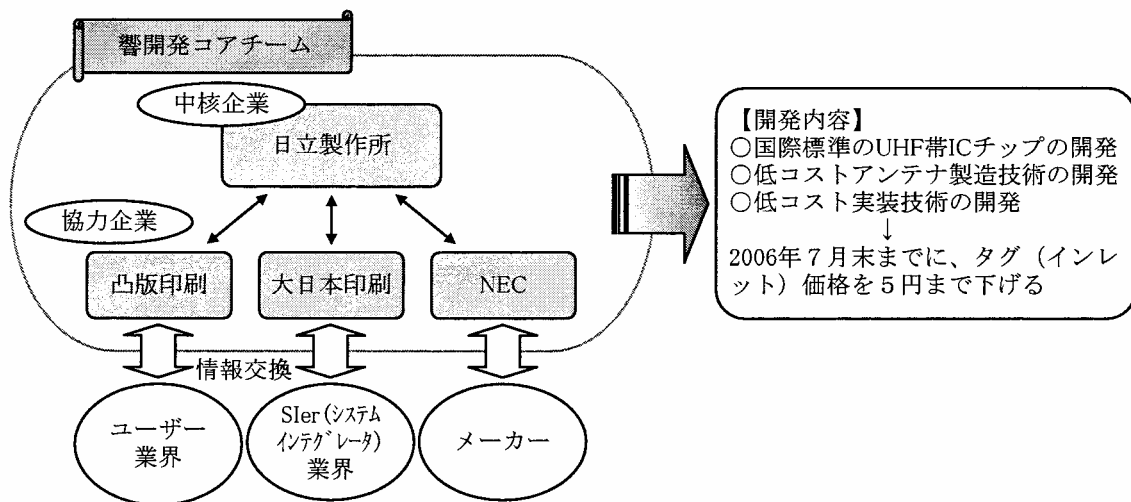 響開発コアチーム
中核企業
日立製作所
協力企業
凸版印刷
大日本印刷
NEC
情報交換
ユーザー
業界
SIer(システム
インテグレータ)
業界
メーカー
【開発内容】
○国際標準のUHF帯ICチップの開発
○低コストアンテナ製造技術の開発
○低コスト実装技術の開発
↓
2006年７月末までに、タグ（インレ
ット）価格を５円まで下げる